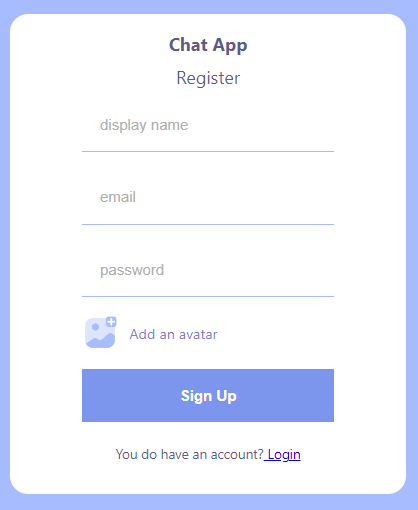 Chat App
Register
display name
email
password
Add an avatar
Sign Up
You do have an account? Login